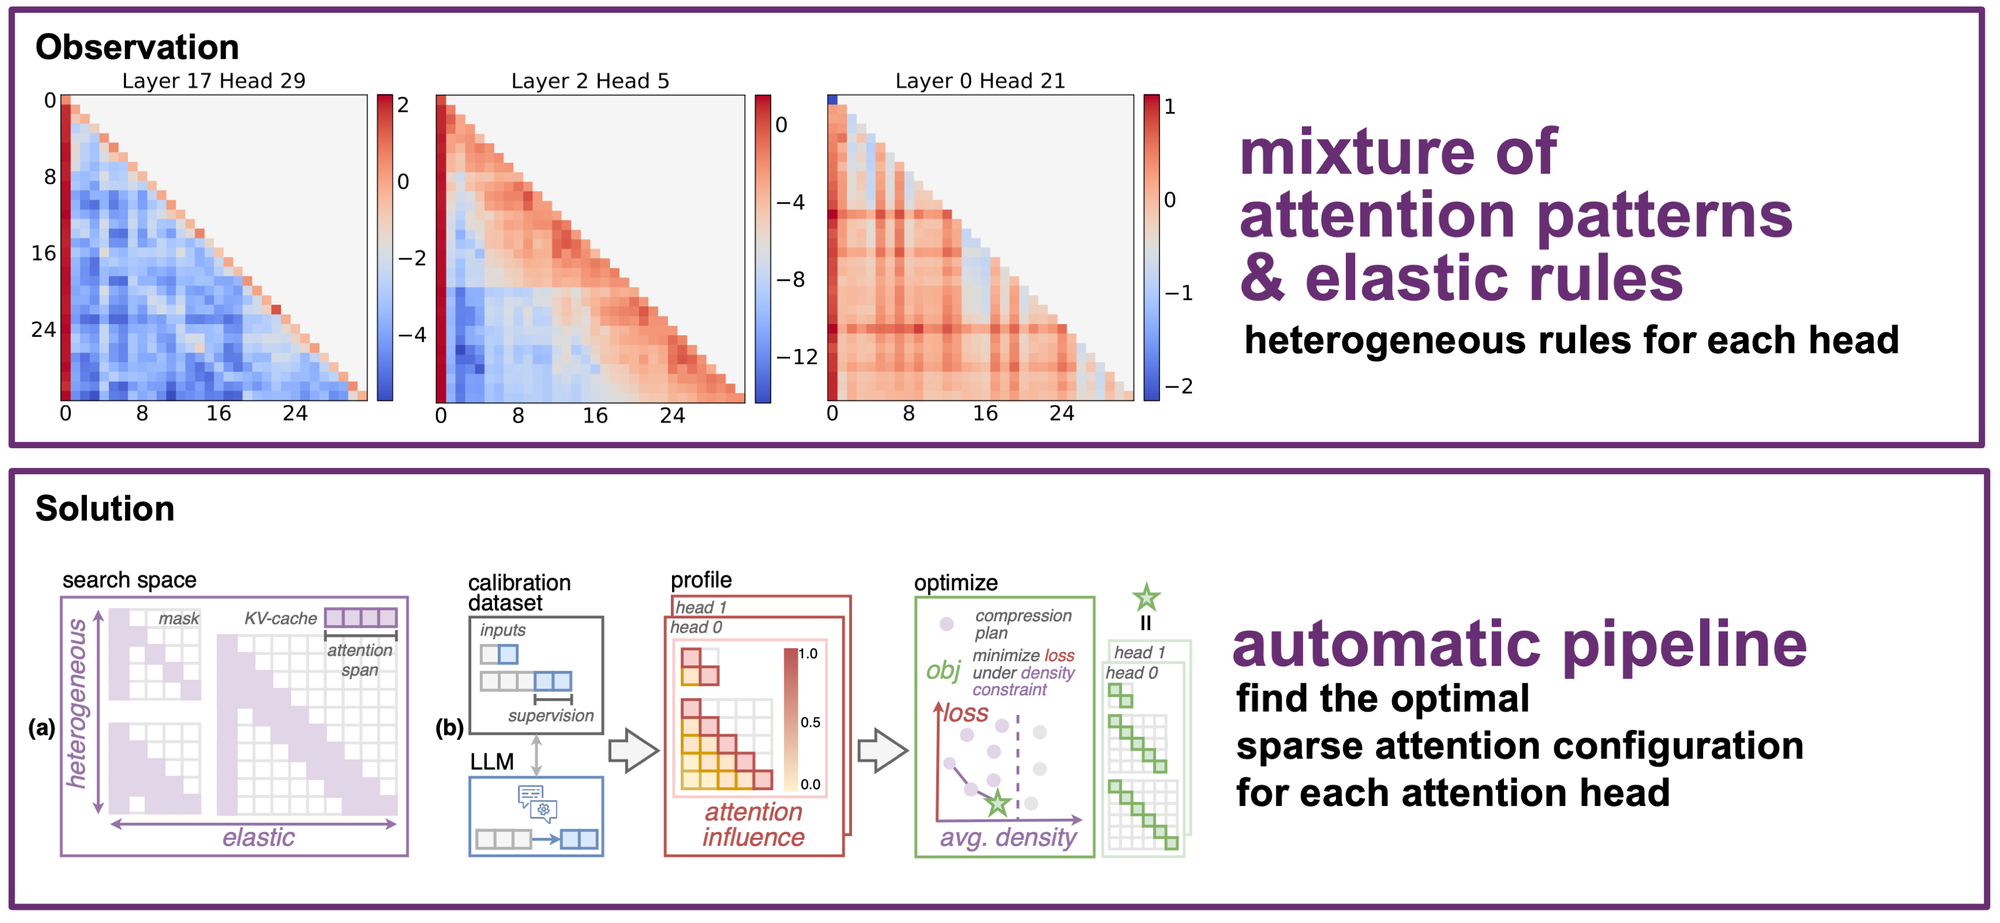 Observation
Layer 17 Head 29
0
8
16
24
0
8
16
24
2
0
−2
−4
Layer 2 Head 5
0
8
16
24
0
−4
−8
−12
Layer 0 Head 21
0
8
16
24
1
0
−1
−2
mixture of
attention patterns
& elastic rules
heterogeneous rules for each head
Solution
(a)
search space
heterogeneous
mask
KV-cache
attention
span
elastic
(b)
calibration
dataset
inputs
supervision
LLM
profile
head 1
head 0
1.0
0.5
0.0
attention
influence
optimize
compression
plan
obj
minimize loss
under density
constraint
loss
avg. density
=
head 1
head 0
automatic pipeline
find the optimal
sparse attention configuration
for each attention head